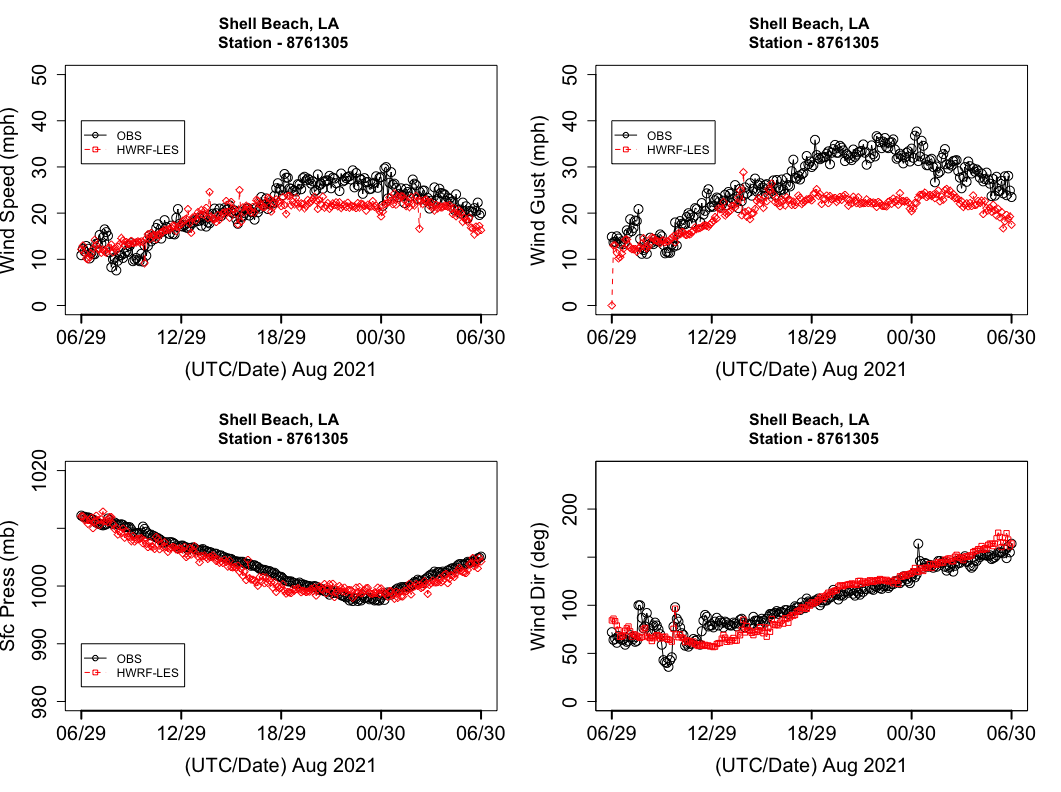 Shell Beach, LA
Station - 8761305
Wind Speed (mph)
50
40
30
20
10
0
OBS
HWRF-LES
06/29 12/29 18/29 00/30 06/30
(UTC/Date) Aug 2021
Shell Beach, LA
Station - 8761305
Wind Gust (mph)
50
40
30
20
10
0
OBS
HWRF-LES
06/29 12/29 18/29 00/30 06/30
(UTC/Date) Aug 2021
Shell Beach, LA
Station - 8761305
Sfc Press (mb)
1020
1000
990
980
OBS
HWRF-LES
06/29 12/29 18/29 00/30 06/30
(UTC/Date) Aug 2021
Shell Beach, LA
Station - 8761305
Wind Dir (deg)
200
100
50
0
06/29 12/29 18/29 00/30 06/30
(UTC/Date) Aug 2021